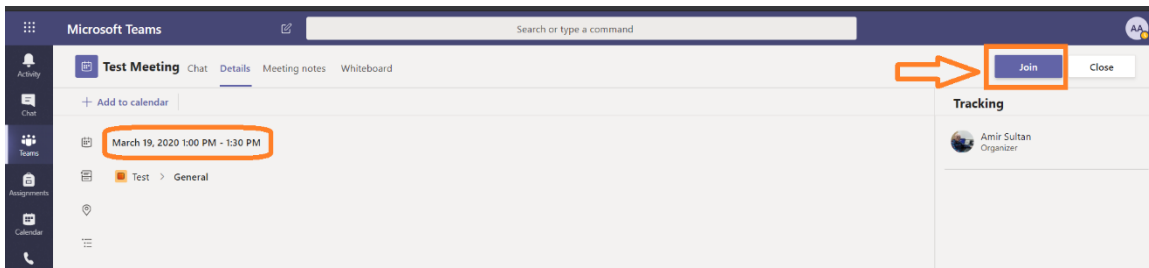 Microsoft Teams
Search or type a command
AA
Activity
Chat
Teams
Assignments
Calendar
Test Meeting Chat Details Meeting notes Whiteboard
Join Close
+ Add to calendar
March 19, 2020 1:00 PM - 1:30 PM
Test > General
Tracking
Amir Sultan
Organizer